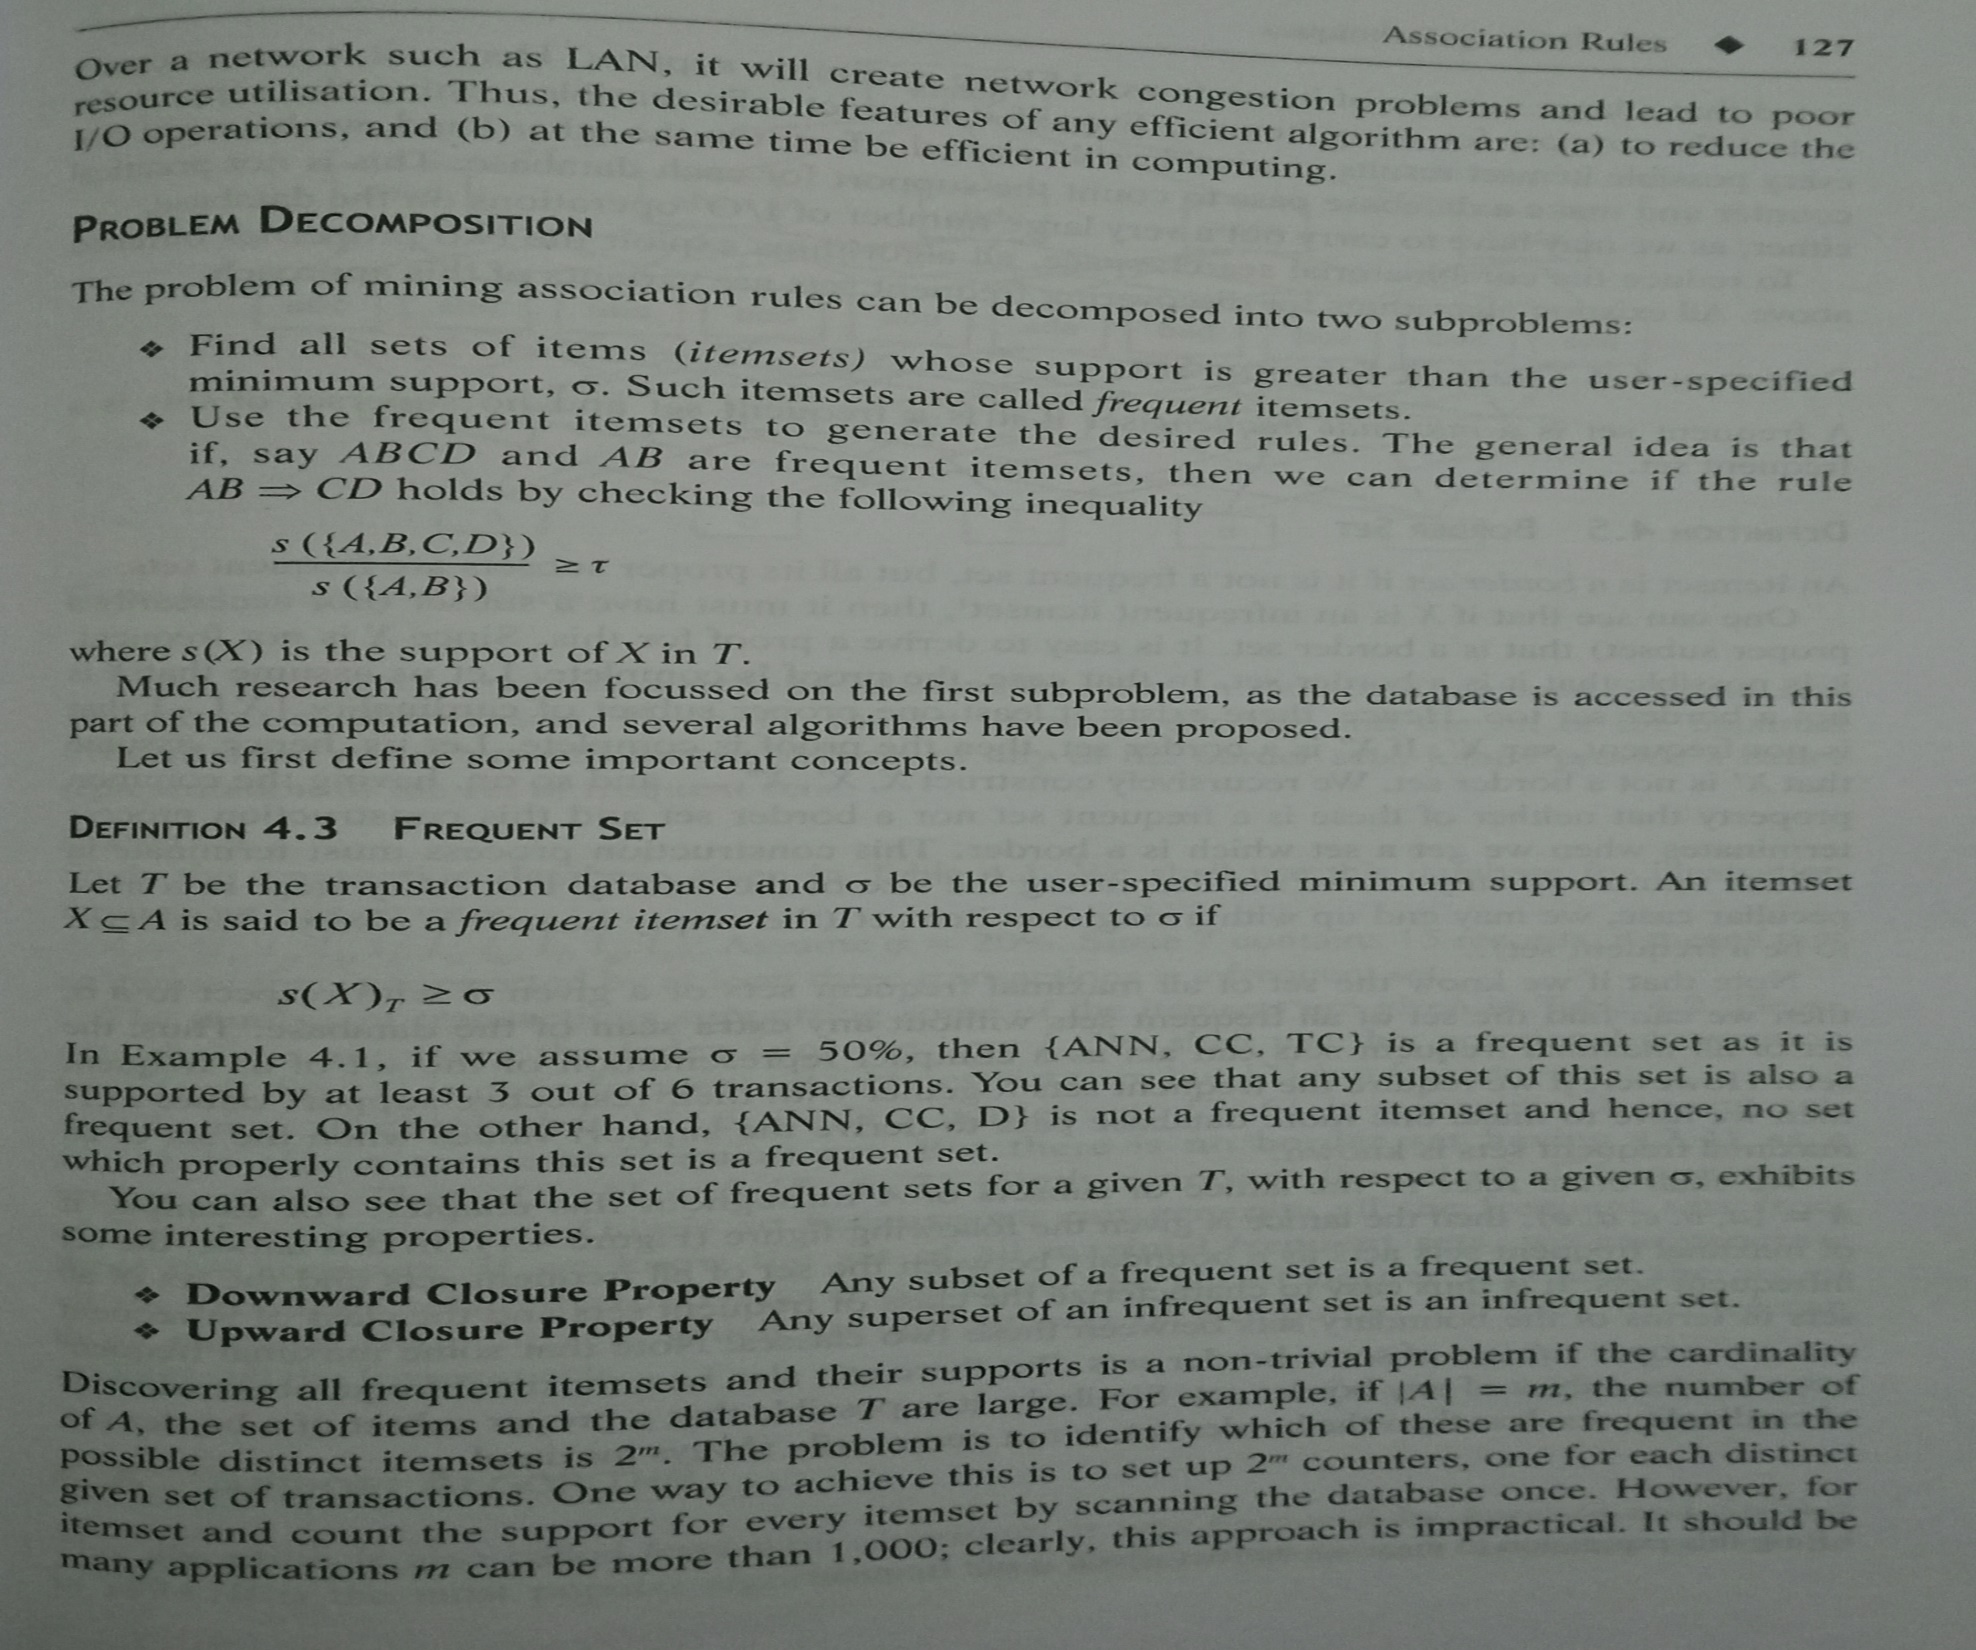 Association Rules ◆ 127
Over a network such as LAN, it will create network congestion problems and lead to poor
resource utilisation. Thus, the desirable features of any efficient algorithm are: (a) to reduce the
I/O operations, and (b) at the same time be efficient in computing.
PROBLEM DECOMPOSITION
The problem of mining association rules can be decomposed into two subproblems:
❖ Find all sets of items (itemsets) whose support is greater than the user-specified
minimum support, σ. Such itemsets are called frequent itemsets.
❖ Use the frequent itemsets to generate the desired rules. The general idea is that
if, say ABCD and AB are frequent itemsets, then we can determine if the rule
AB ⇒ CD holds by checking the following inequality
s ({A,B,C,D})
≥ τ
s ({A,B})
where s(X) is the support of X in T.
Much research has been focussed on the first subproblem, as the database is accessed in this
part of the computation, and several algorithms have been proposed.
Let us first define some important concepts.
DEFINITION 4.3 FREQUENT SET
Let T be the transaction database and σ be the user-specified minimum support. An itemset
X ⊆ A is said to be a frequent itemset in T with respect to σ if
s(X)T ≥ σ
In Example 4.1, if we assume σ = 50%, then {ANN, CC, TC} is a frequent set as it is
supported by at least 3 out of 6 transactions. You can see that any subset of this set is also a
frequent set. On the other hand, {ANN, CC, D} is not a frequent itemset and hence, no set
which properly contains this set is a frequent set.
You can also see that the set of frequent sets for a given T, with respect to a given σ, exhibits
some interesting properties.
❖ Downward Closure Property Any subset of a frequent set is a frequent set.
❖ Upward Closure Property Any superset of an infrequent set is an infrequent set.
Discovering all frequent itemsets and their supports is a non-trivial problem if the cardinality
of A, the set of items and the database T are large. For example, if |A| = m, the number of
possible distinct itemsets is 2ᵐ. The problem is to identify which of these are frequent in the
given set of transactions. One way to achieve this is to set up 2ᵐ counters, one for each distinct
itemset and count the support for every itemset by scanning the database once. However, for
many applications m can be more than 1,000; clearly, this approach is impractical. It should be